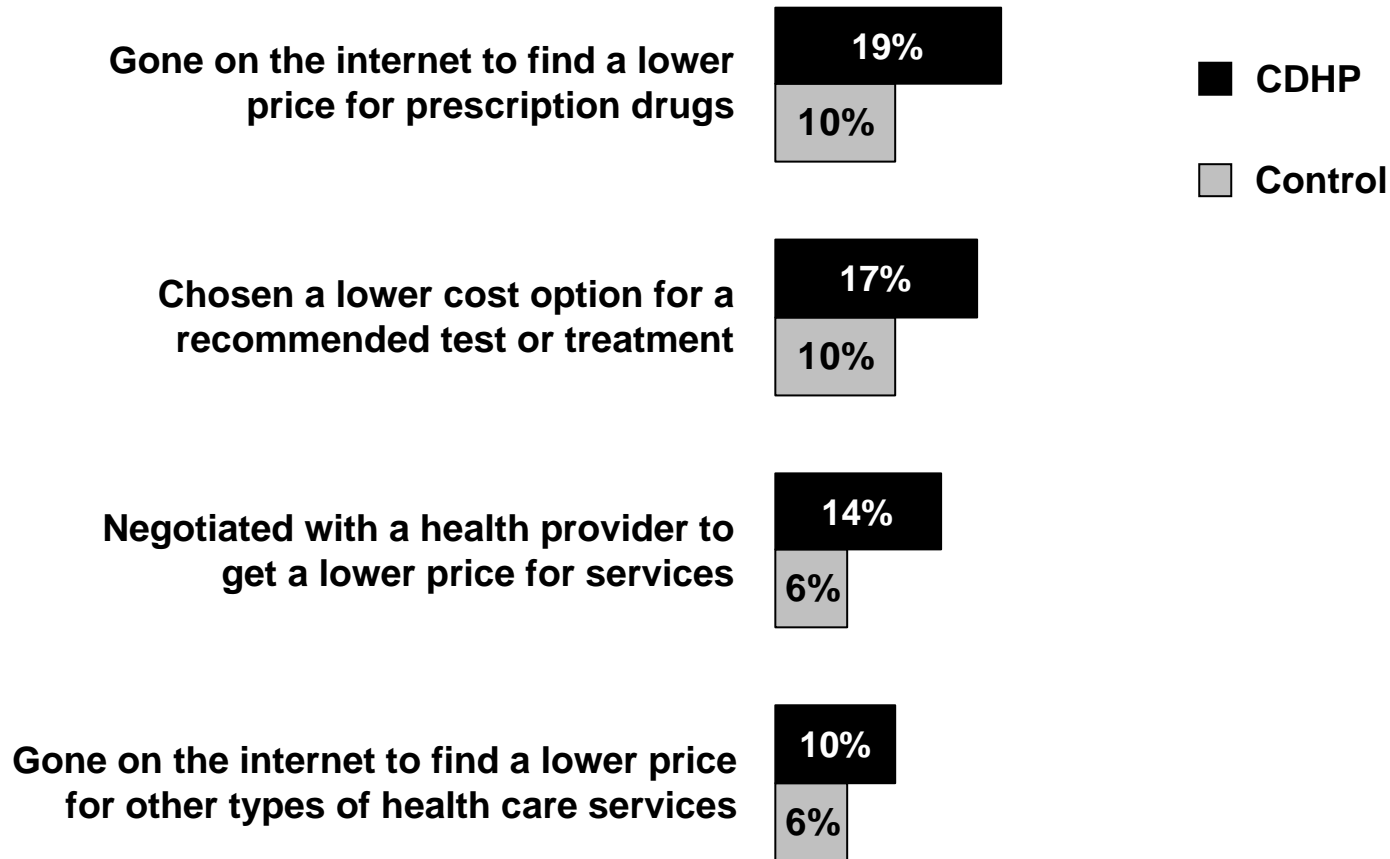 Gone on the internet to find a lower
price for prescription drugs
19%
10%
CDHP
Control
Chosen a lower cost option for a
recommended test or treatment
17%
10%
Negotiated with a health provider to
get a lower price for services
14%
6%
Gone on the internet to find a lower price
for other types of health care services
10%
6%